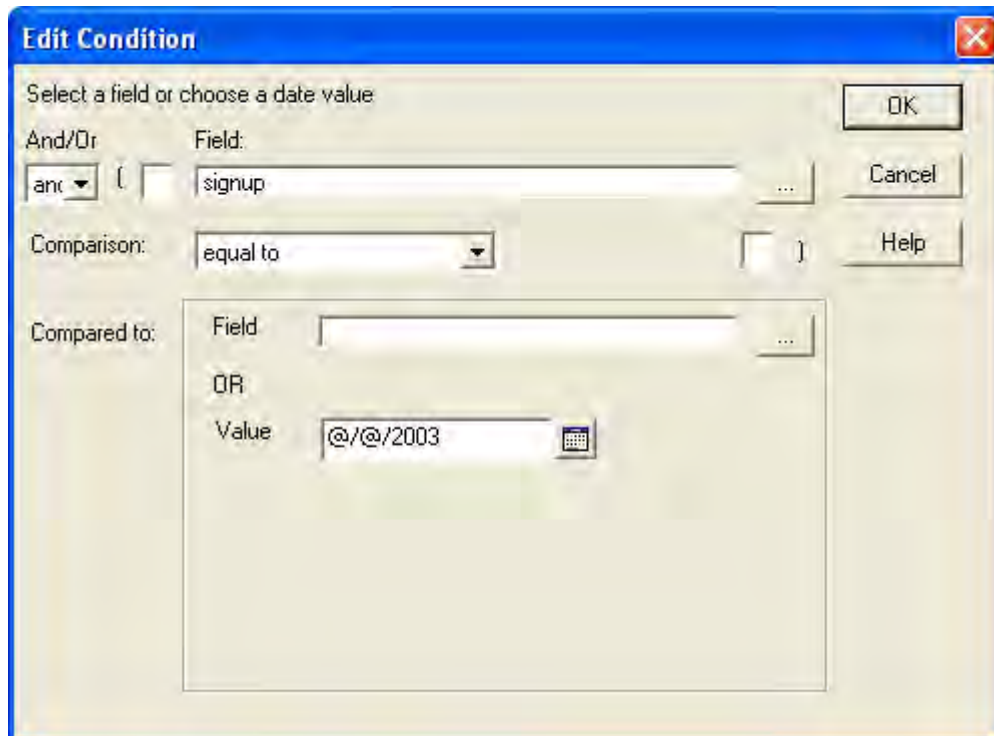 Edit Condition
Select a field or choose a date value
OK
And/Or Field:
and ( signup ... Cancel
Comparison: equal to ) Help
Compared to: Field ...
OR
Value @/@/2003